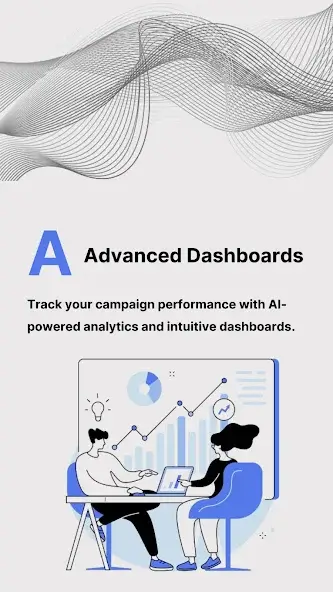 A Advanced Dashboards
Track your campaign performance with AI-
powered analytics and intuitive dashboards.